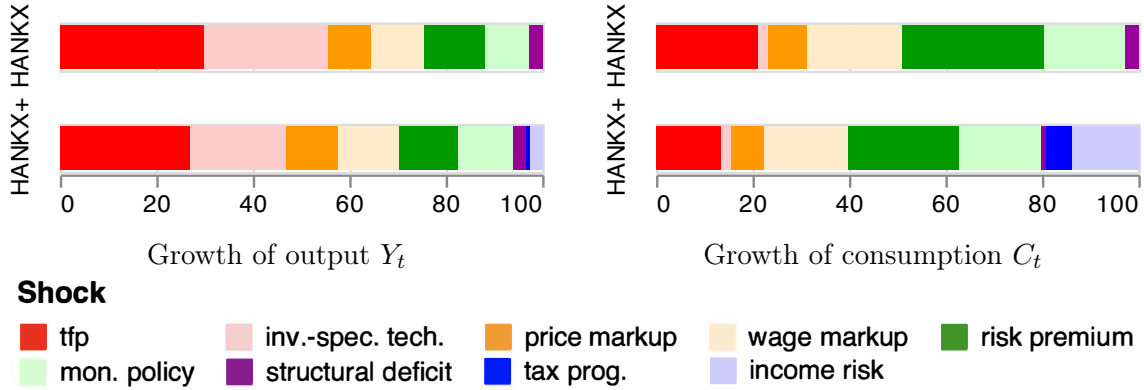 HANKX
HANKX
HANKX+
HANKX+
0 20 40 60 80 100
0 20 40 60 80 100
Growth of output Yₜ
Growth of consumption Cₜ
Shock
tfp
inv.-spec. tech.
price markup
wage markup
risk premium
mon. policy
structural deficit
tax prog.
income risk